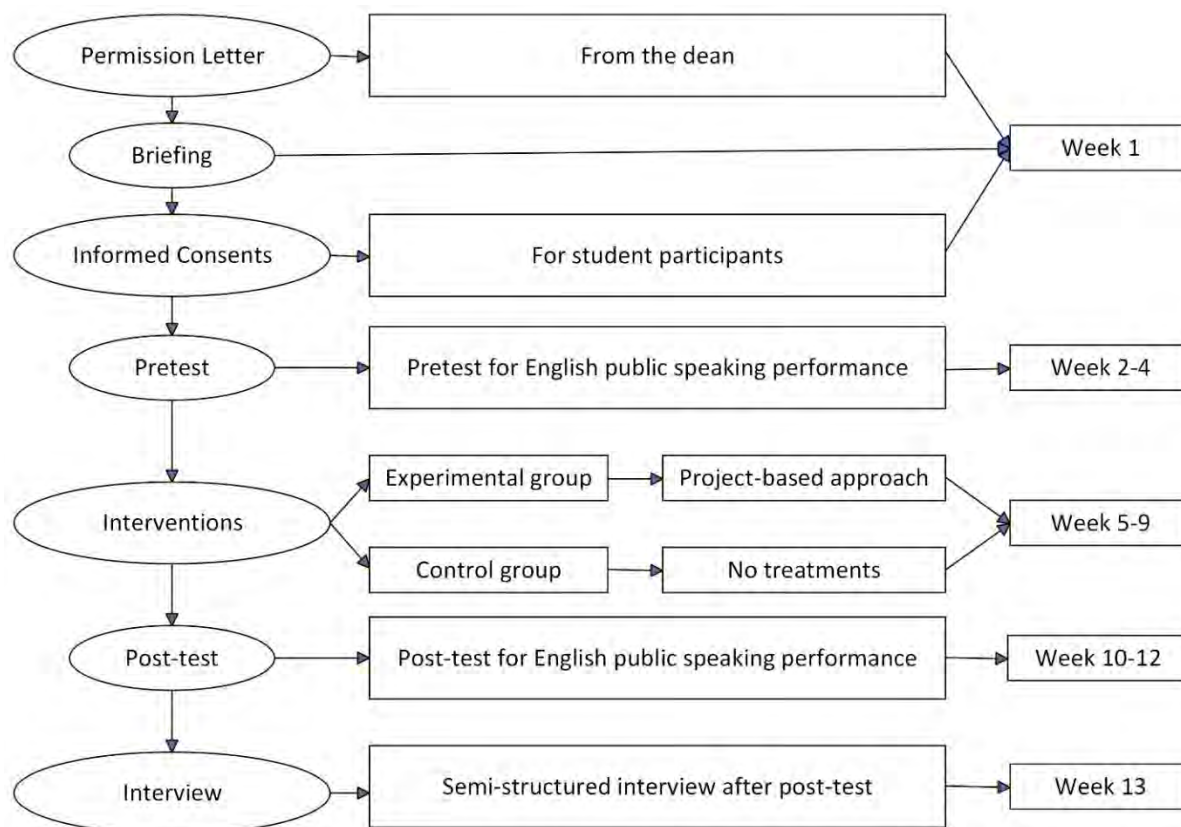 Permission Letter
From the dean
Briefing
Week 1
Informed Consents
For student participants
Pretest
Pretest for English public speaking performance
Week 2-4
Experimental group
Project-based approach
Interventions
Week 5-9
Control group
No treatments
Post-test
Post-test for English public speaking performance
Week 10-12
Interview
Semi-structured interview after post-test
Week 13